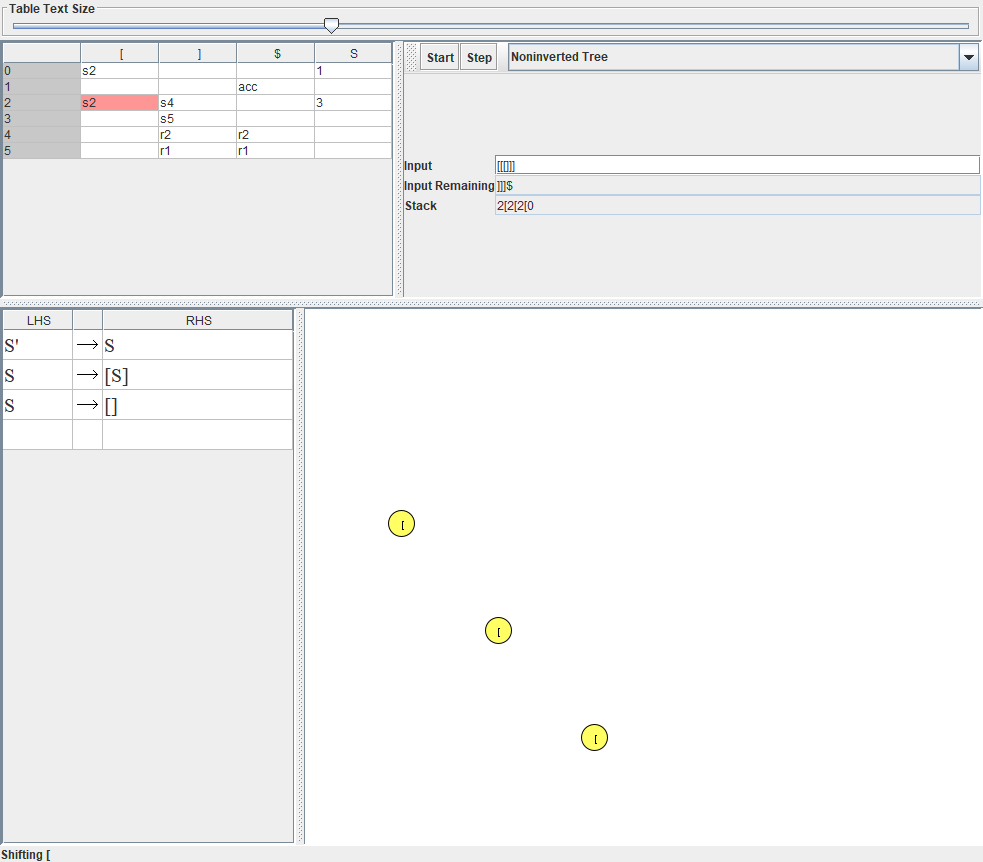 Table Text Size
[ ] $ S
0 s2 1
1 acc
2 s2 s4 3
3 s5
4 r2 r2
5 r1 r1
Start Step Noninverted Tree
Input [[[]]]
Input Remaining ]]]$
Stack 2[2[2[0
LHS RHS
S' → S
S → [S]
S → []
[
[
[
Shifting [